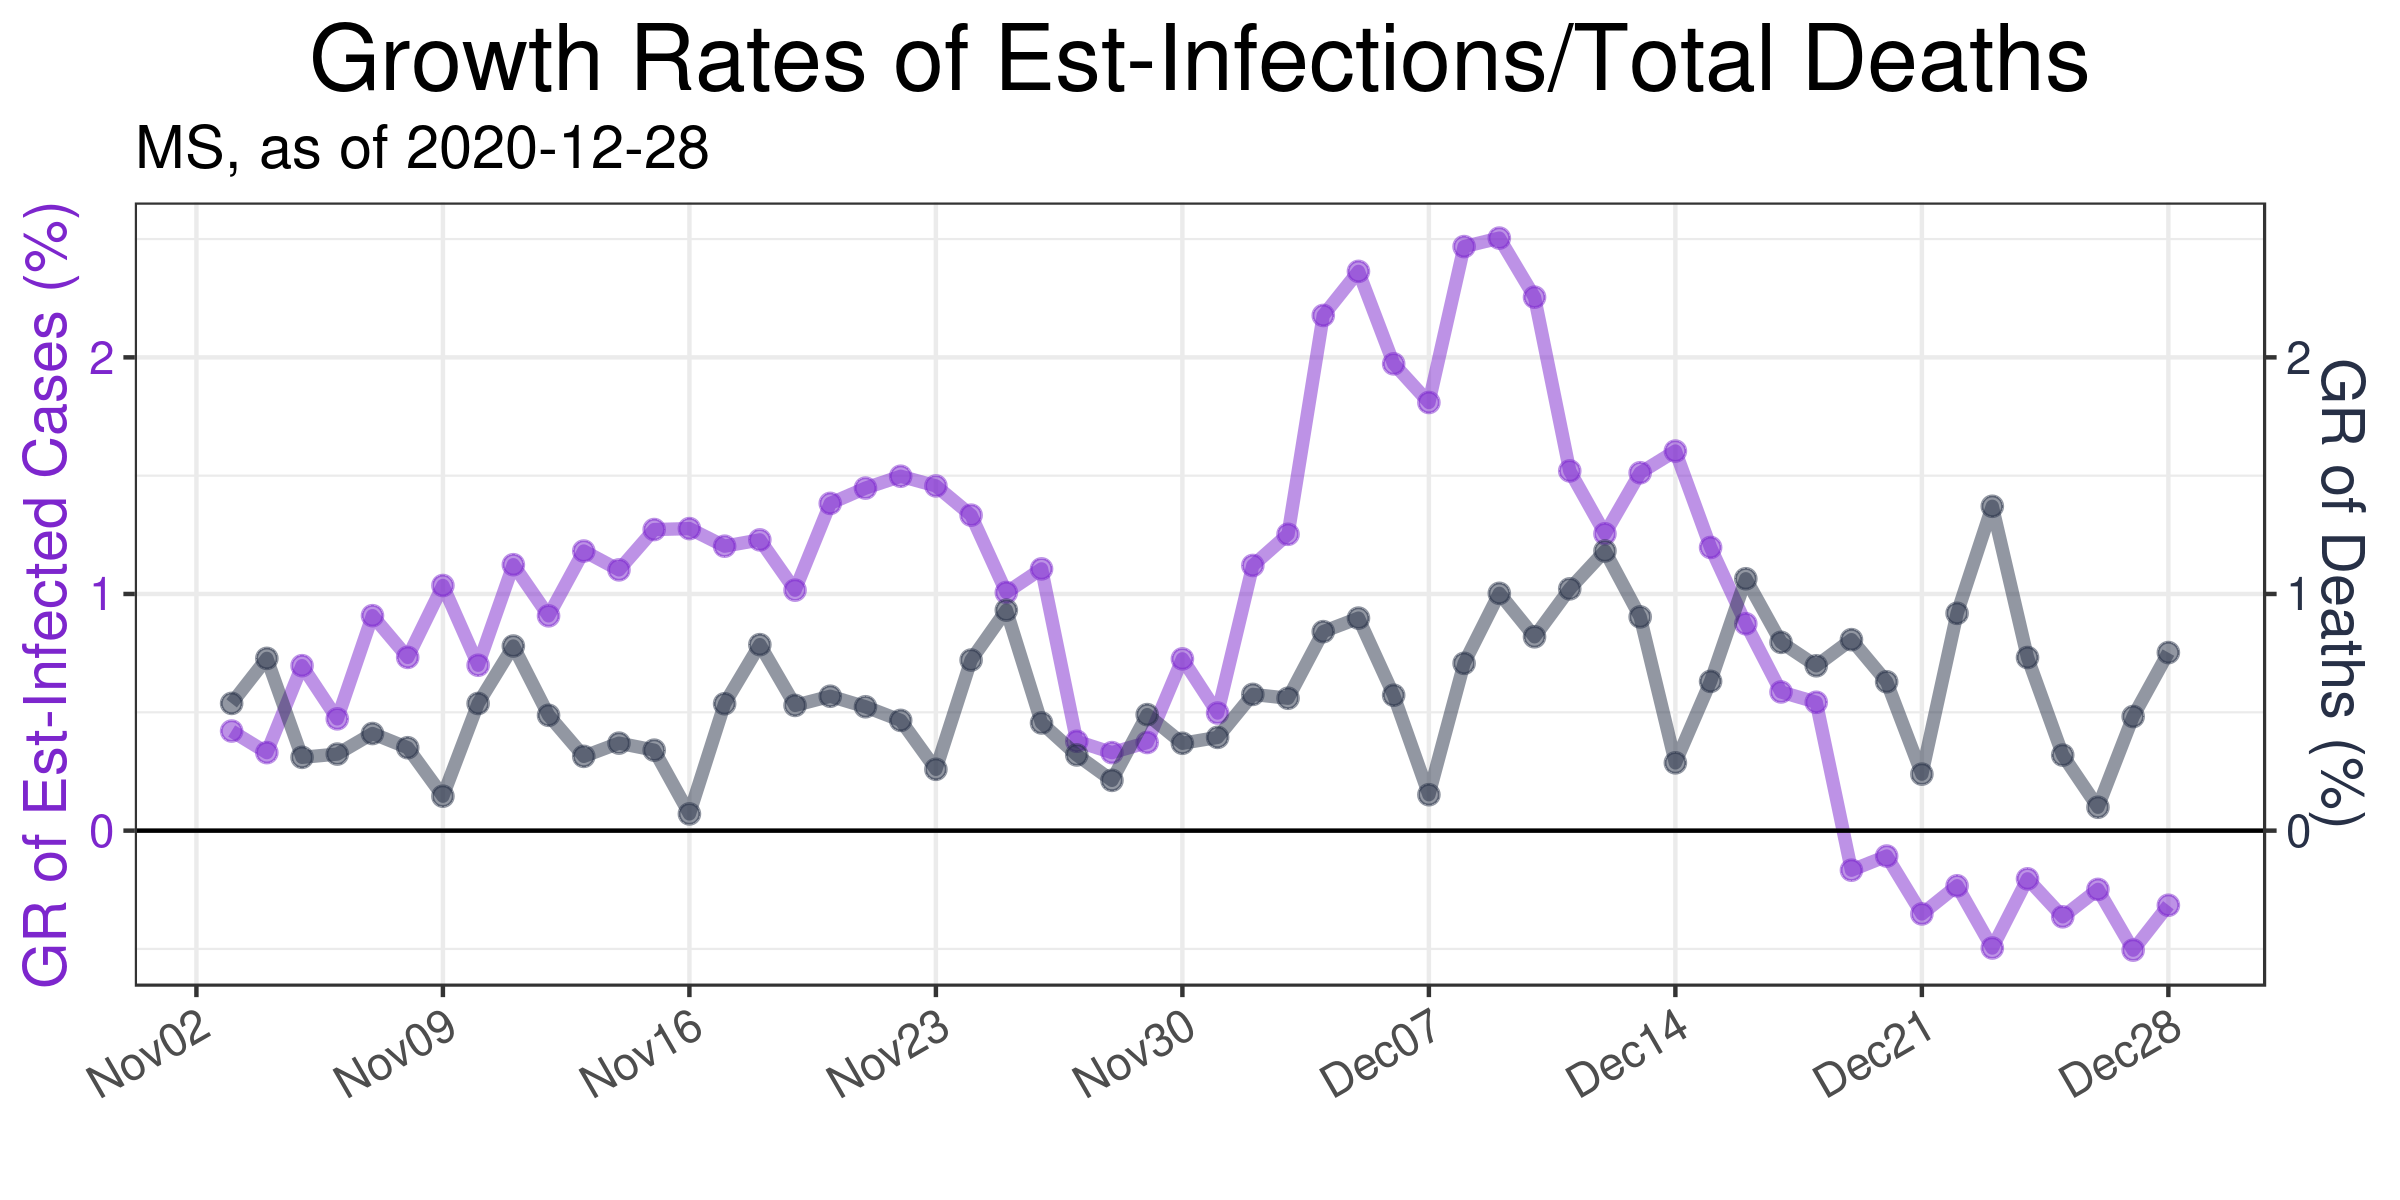 Growth Rates of Est-Infections/Total Deaths
MS, as of 2020-12-28
GR of Est-Infected Cases (%)
2
1
0
2
1
0
GR of Deaths (%)
Nov02
Nov09
Nov16
Nov23
Nov30
Dec07
Dec14
Dec21
Dec28